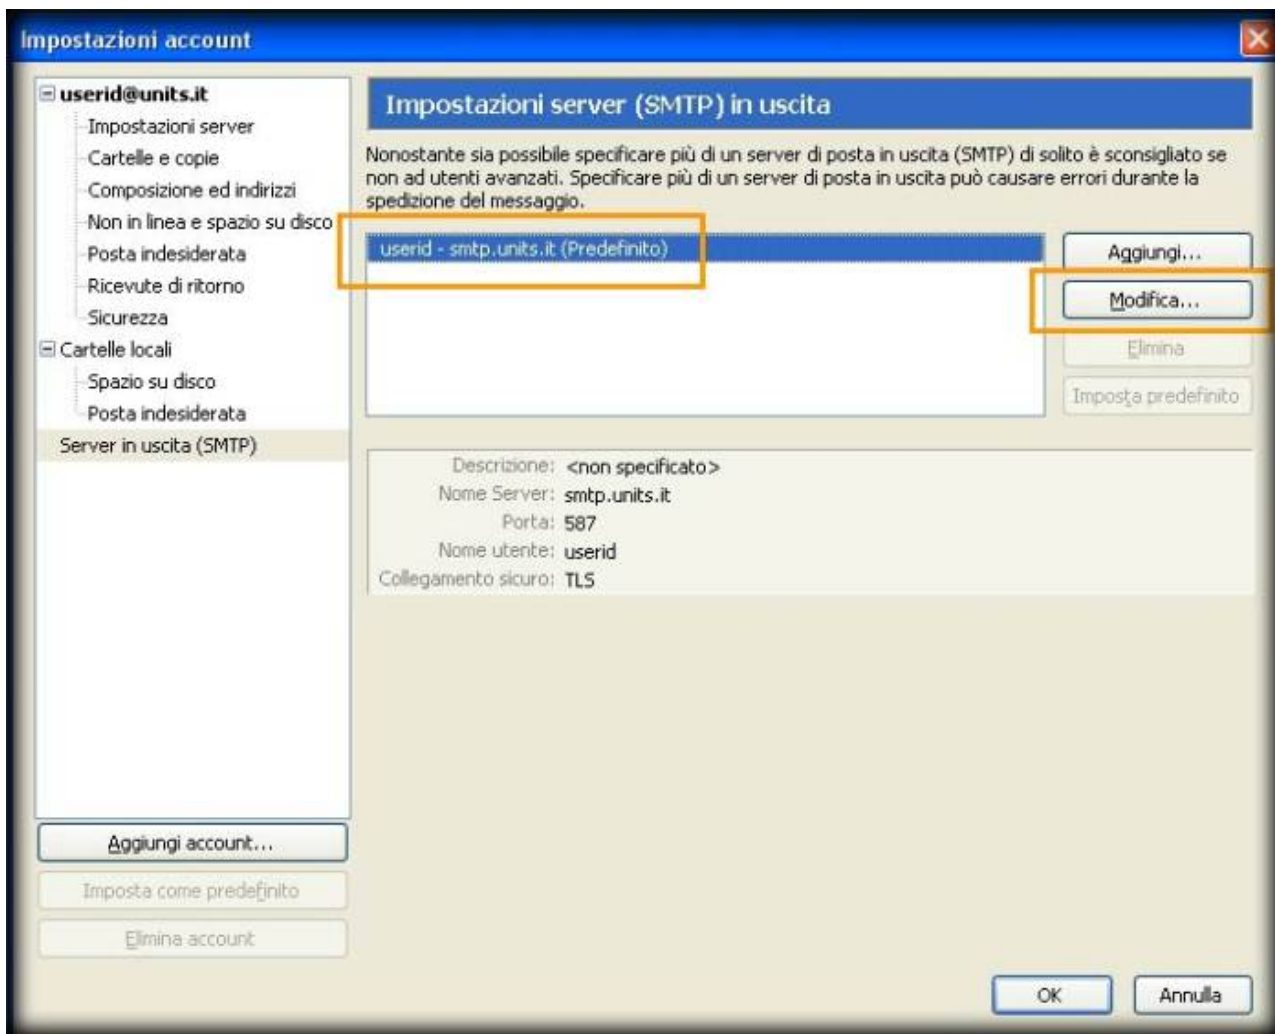 Impostazioni account
userid@units.it
Impostazioni server
Cartelle e copie
Composizione ed indirizzi
Non in linea e spazio su disco
Posta indesiderata
Ricevute di ritorno
Sicurezza
Cartelle locali
Spazio su disco
Posta indesiderata
Server in uscita (SMTP)
Aggiungi account...
Imposta come predefinito
Elimina account
Impostazioni server (SMTP) in uscita
Nonostante sia possibile specificare più di un server di posta in uscita (SMTP) di solito è sconsigliato se
non ad utenti avanzati. Specificare più di un server di posta in uscita può causare errori durante la
spedizione del messaggio.
userid - smtp.units.it (Predefinito)
Aggiungi...
Modifica...
Elimina
Imposta predefinito
Descrizione: <non specificato>
Nome Server: smtp.units.it
Porta: 587
Nome utente: userid
Collegamento sicuro: TLS
OK
Annulla